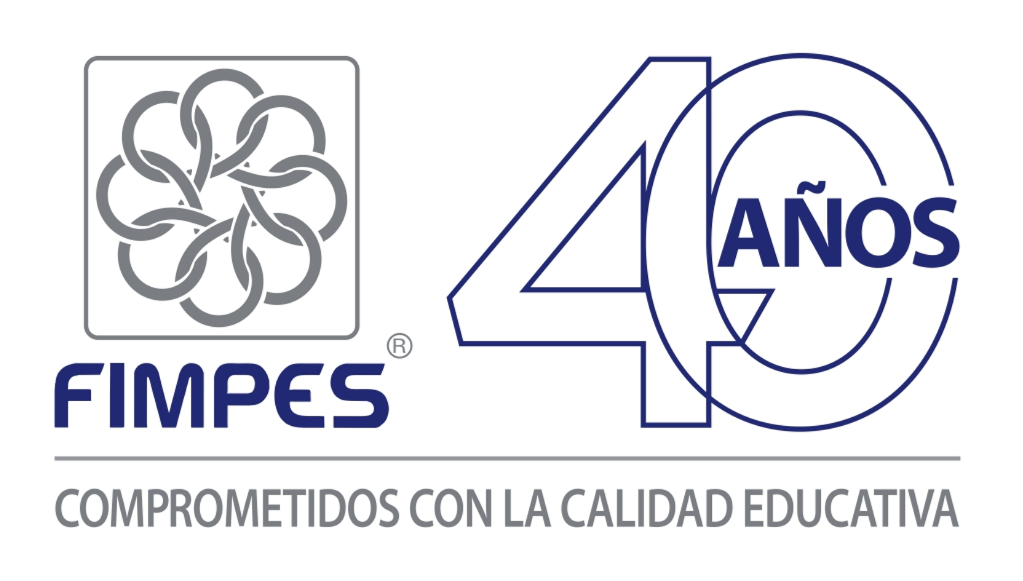 FIMPES®
40 AÑOS
COMPROMETIDOS CON LA CALIDAD EDUCATIVA